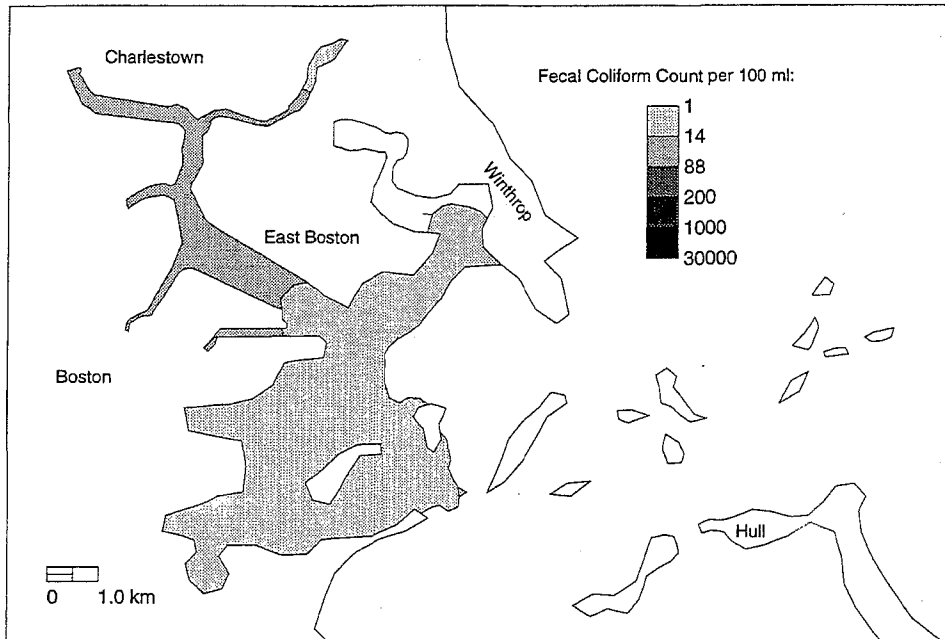 Charlestown
Fecal Coliform Count per 100 ml:
1
14
88
200
1000
30000
Winthrop
East Boston
Boston
Hull
0 1.0 km